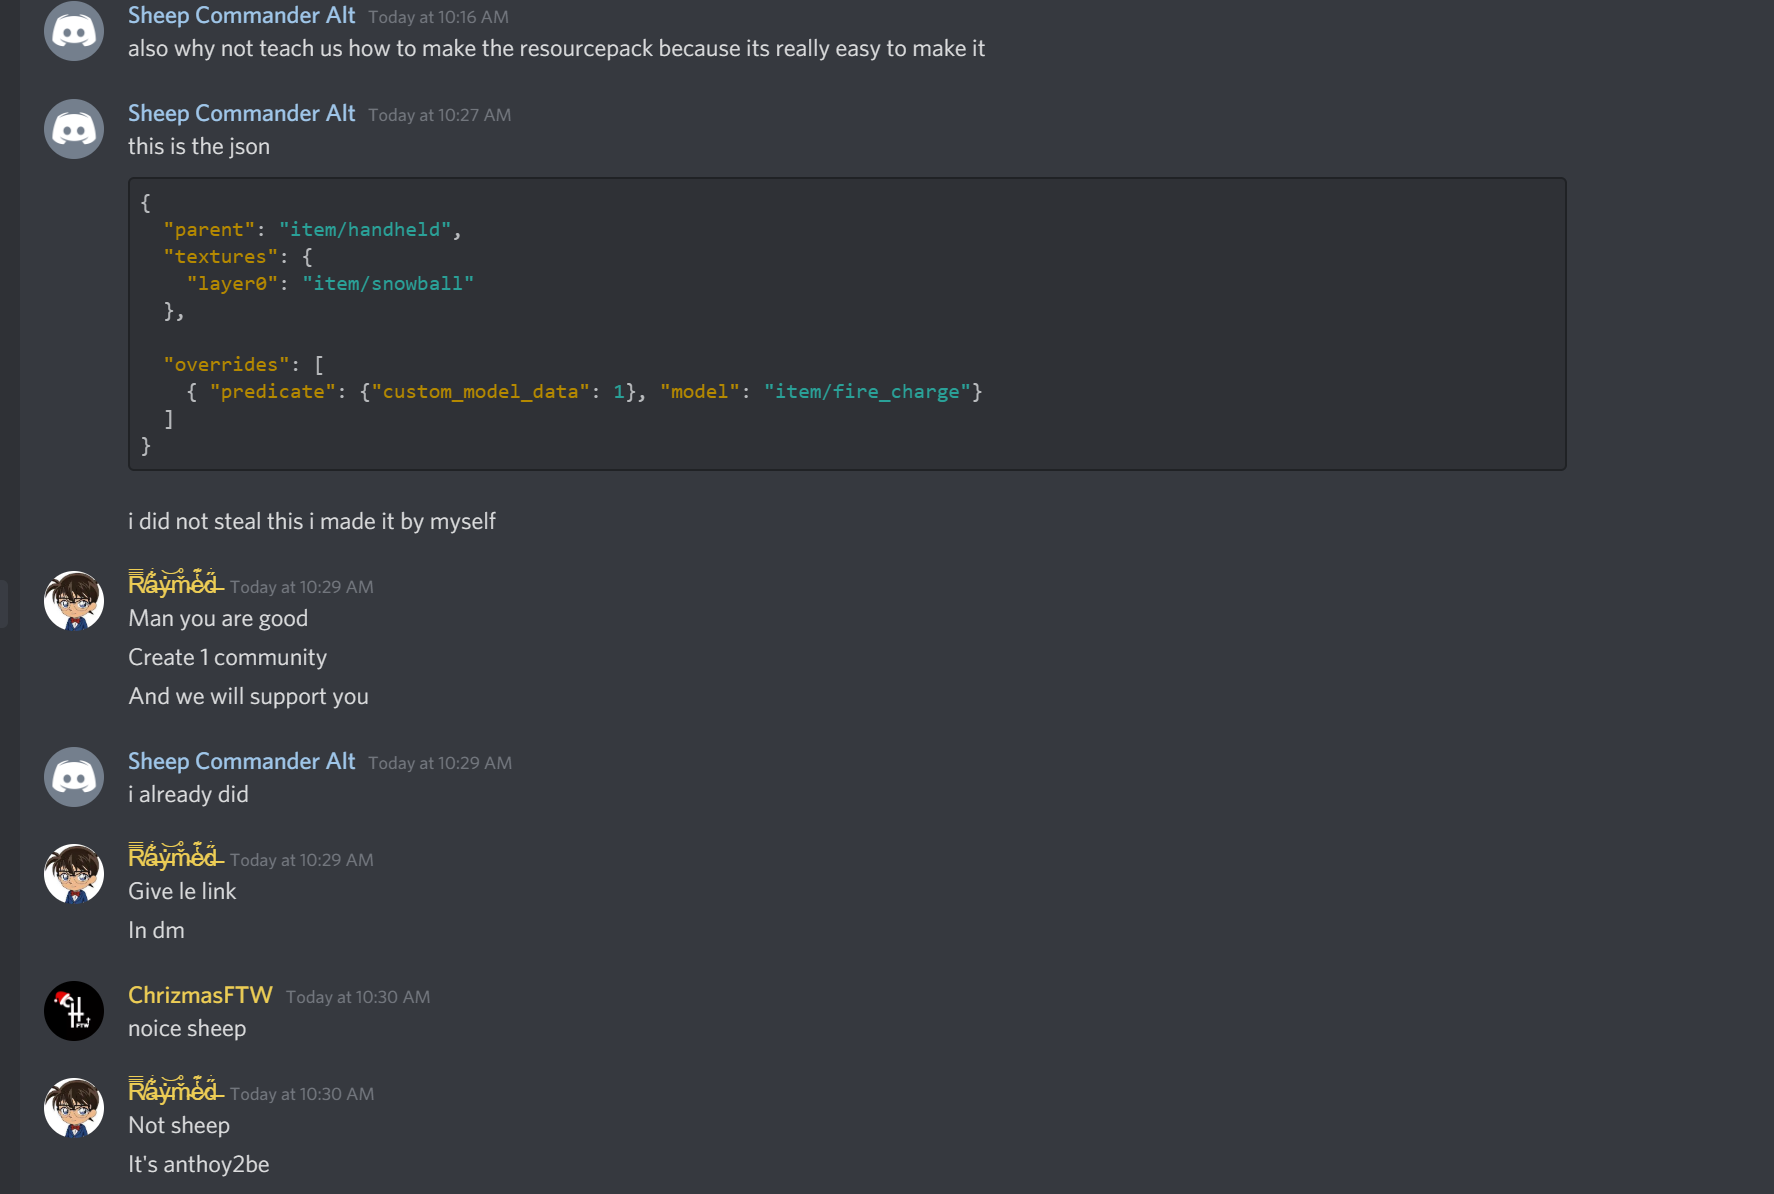 Sheep Commander Alt Today at 10:16 AM
also why not teach us how to make the resourcepack because its really easy to make it
Sheep Commander Alt Today at 10:27 AM
this is the json
{
  "parent": "item/handheld",
  "textures": {
    "layer0": "item/snowball"
  },
  "overrides": [
    { "predicate": {"custom_model_data": 1}, "model": "item/fire_charge"}
  ]
}
i did not steal this i made it by myself
Raymed Today at 10:29 AM
Man you are good
Create 1 community
And we will support you
Sheep Commander Alt Today at 10:29 AM
i already did
Raymed Today at 10:29 AM
Give le link
In dm
H FTW
ChrizmasFTW Today at 10:30 AM
noice sheep
Raymed Today at 10:30 AM
Not sheep
It's anthoy2be